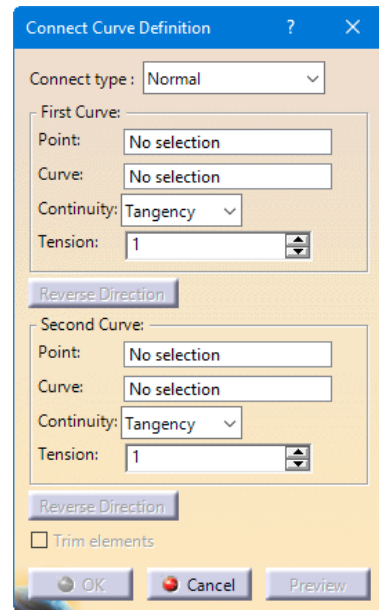 Connect Curve Definition ? ×
Connect type : Normal
First Curve:
Point: No selection
Curve: No selection
Continuity: Tangency
Tension: 1
Reverse Direction
Second Curve:
Point: No selection
Curve: No selection
Continuity: Tangency
Tension: 1
Reverse Direction
Trim elements
OK Cancel Preview